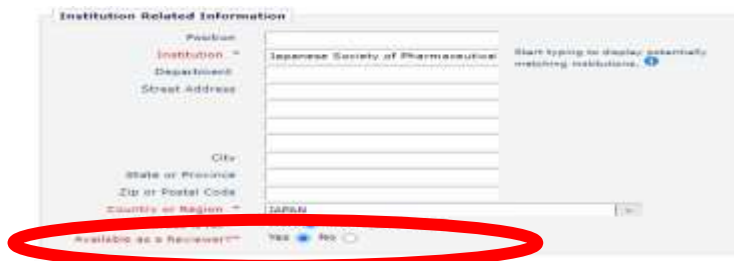 Institution Related Information
Position
Institution * Japanese Society of Pharmaceutical
Start typing to display potentially
matching institutions.
Department
Street Address
City
State or Province
Zip or Postal Code
Country or Region * JAPAN
Available as a Reviewer?* Yes No